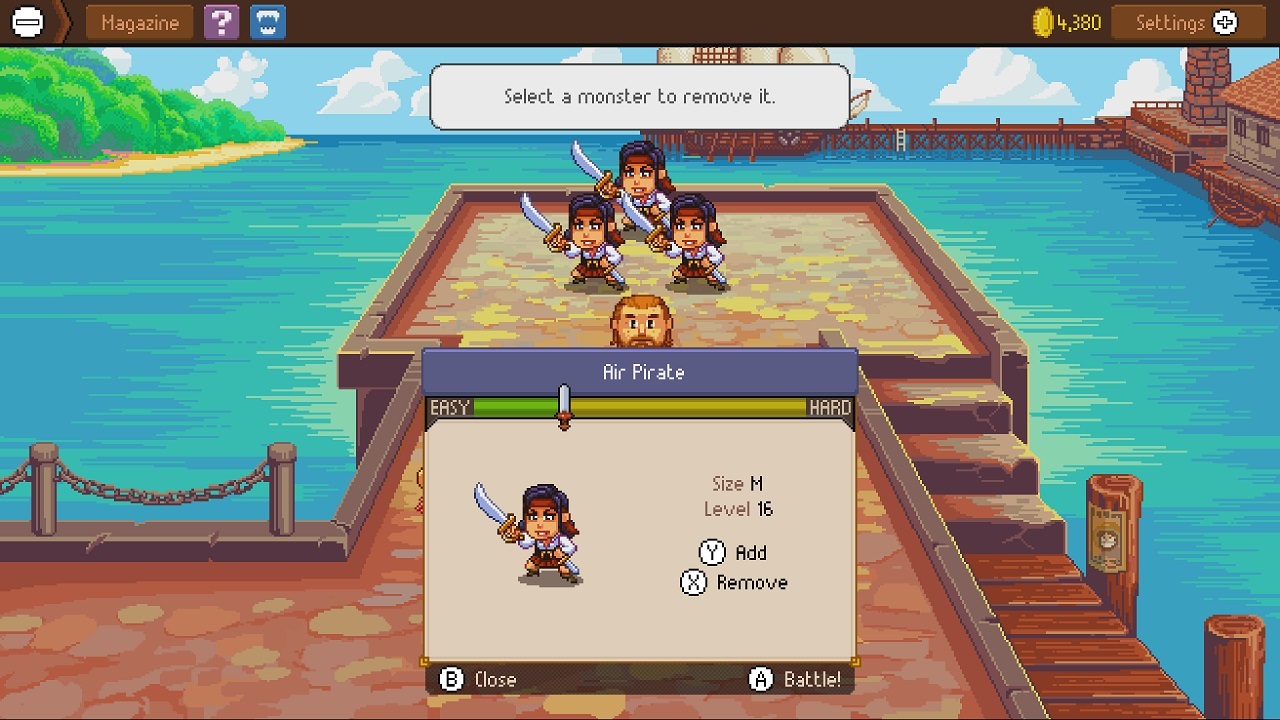 Magazine
?
4,380
Settings
Select a monster to remove it.
Air Pirate
EASY
HARD
Size M
Level 16
Y Add
X Remove
B Close
A Battle!